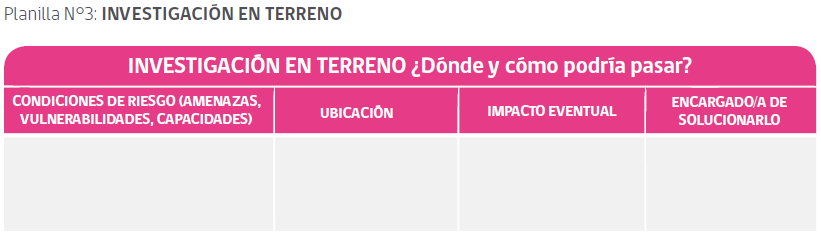 Planilla Nº3: INVESTIGACIÓN EN TERRENO
INVESTIGACIÓN EN TERRENO ¿Dónde y cómo podría pasar?
CONDICIONES DE RIESGO (AMENAZAS,
VULNERABILIDADES, CAPACIDADES)
UBICACIÓN
IMPACTO EVENTUAL
ENCARGADO/A DE
SOLUCIONARLO